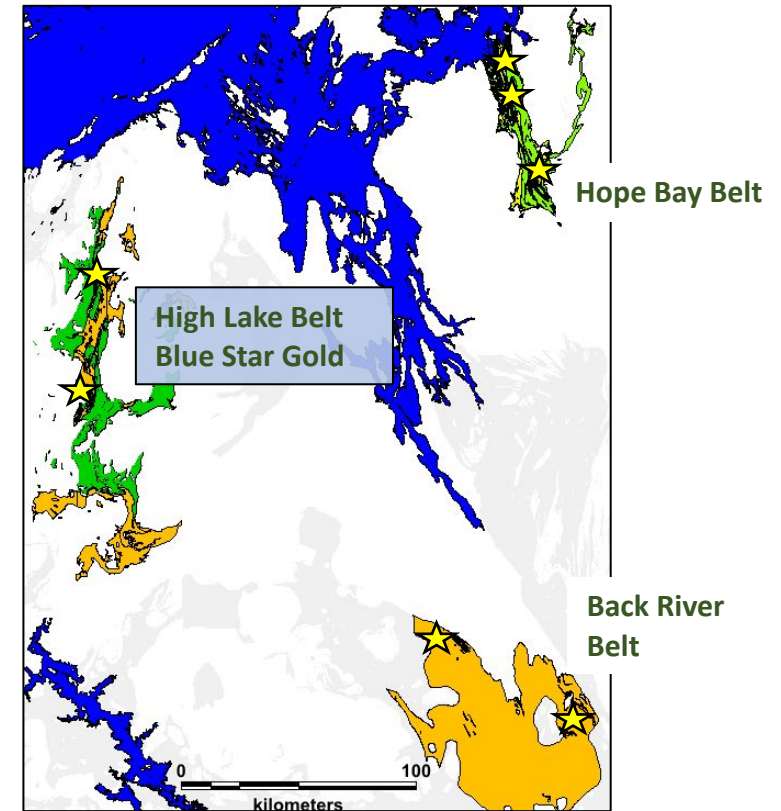 Hope Bay Belt
High Lake Belt
Blue Star Gold
Back River
Belt
0
100
kilometers